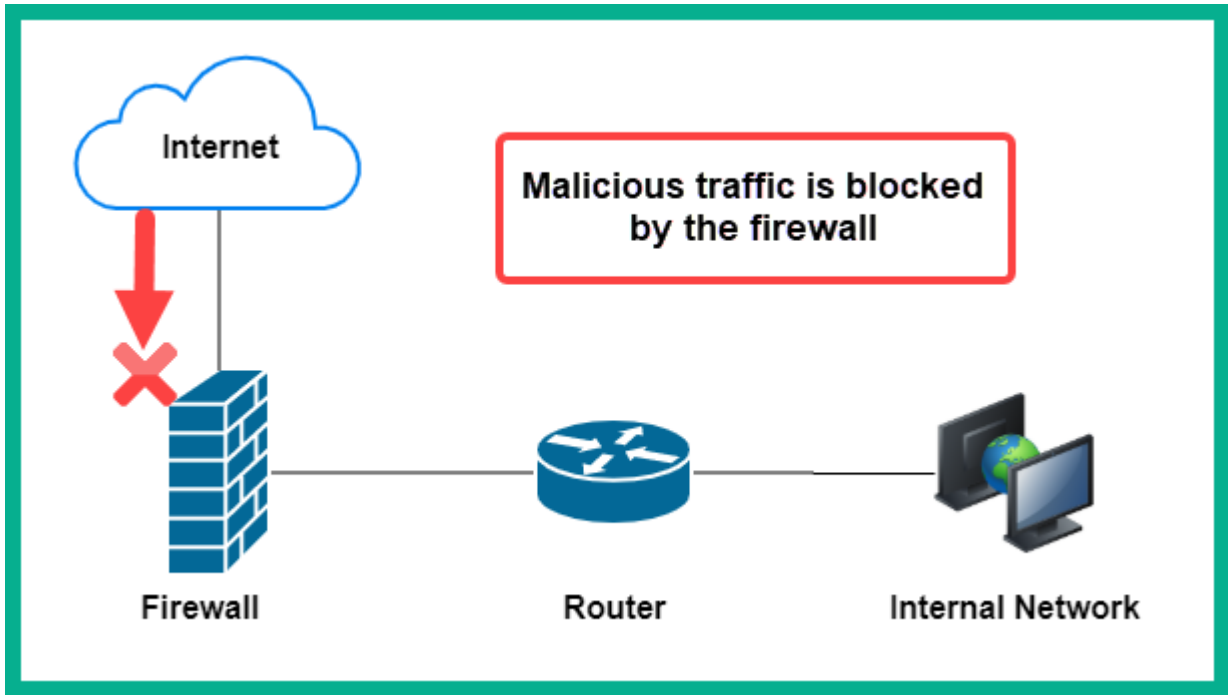 Internet
Malicious traffic is blocked
by the firewall
Firewall
Router
Internal Network